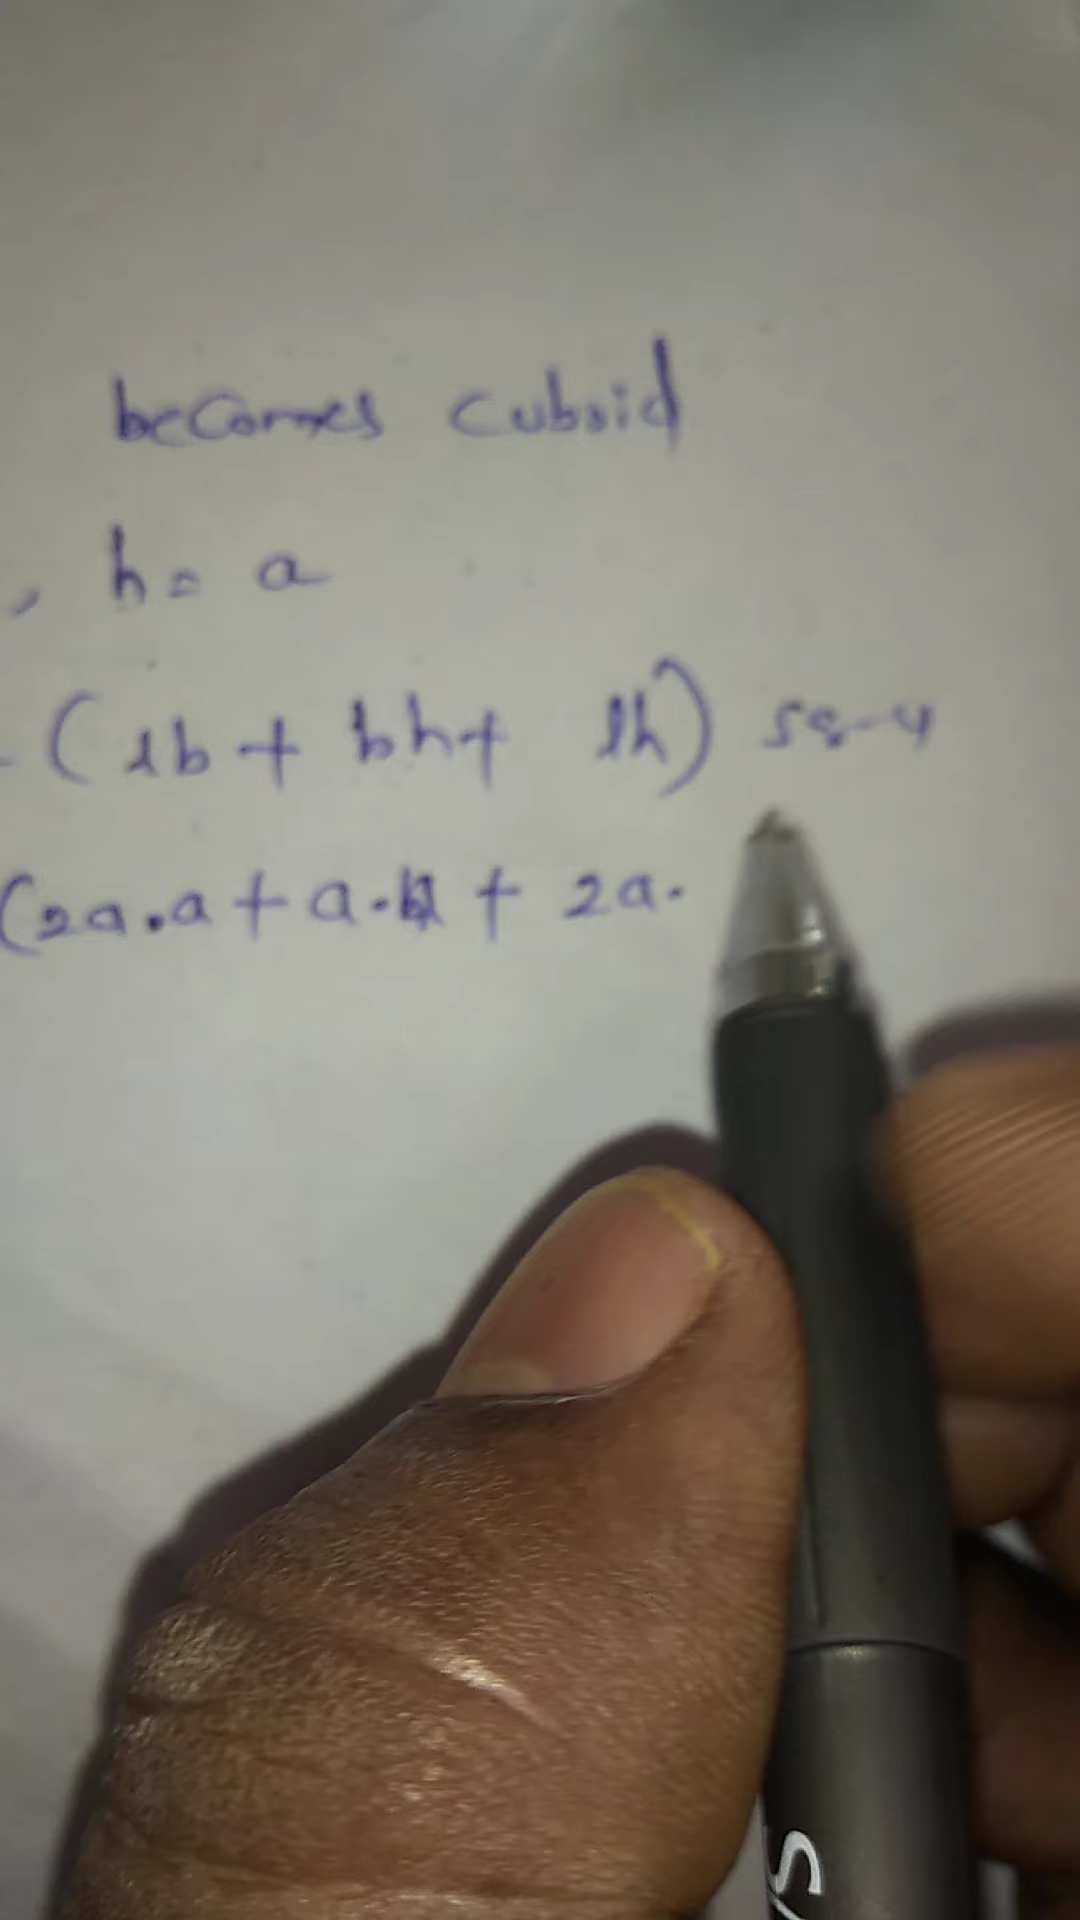 becomes cuboid
, h = a
(lb + bh + lh) sq-u
(2a.a + a.a + 2a.